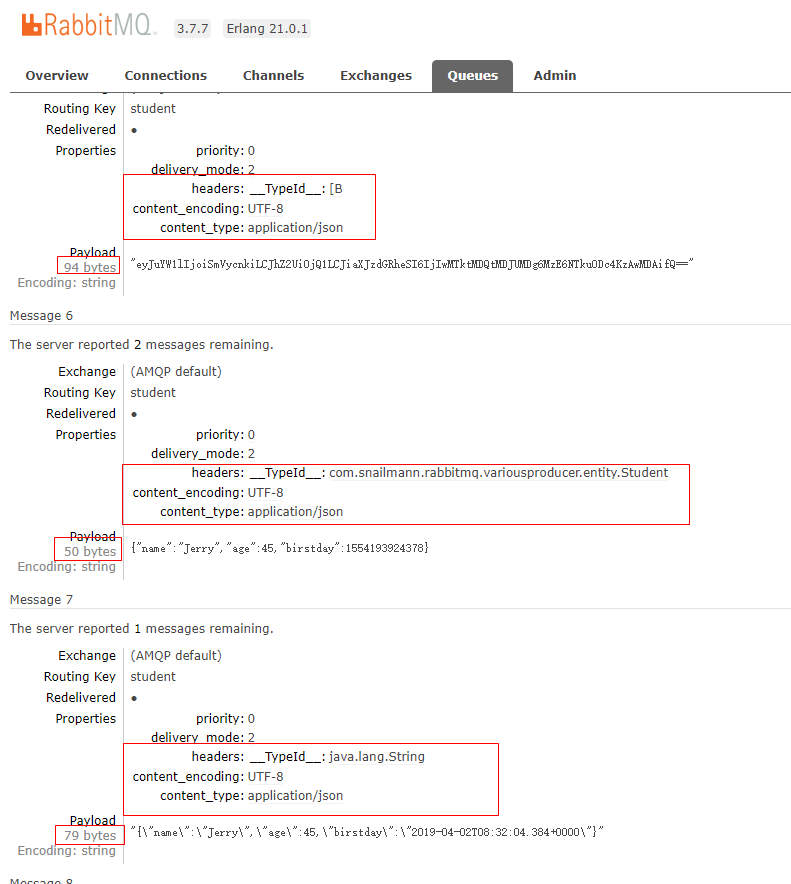 RabbitMQ. 3.7.7 Erlang 21.0.1
Overview Connections Channels Exchanges Queues Admin
Routing Key student
Redelivered ●
Properties priority: 0
delivery_mode: 2
headers: __TypeId__: [B
content_encoding: UTF-8
content_type: application/json
Payload
94 bytes
Encoding: string
"eyJuYW1lIjoiSmVycnkiLCJhZ2UiOjQ1LCJiaXJzdGRheSI6IjIwMTktMDQtMDJUMDg6MzE6NTkuODc4KzAwMDAifQ=="
Message 6
The server reported 2 messages remaining.
Exchange (AMQP default)
Routing Key student
Redelivered ●
Properties priority: 0
delivery_mode: 2
headers: __TypeId__: com.snailmann.rabbitmq.variousproducer.entity.Student
content_encoding: UTF-8
content_type: application/json
Payload
50 bytes
Encoding: string
{"name":"Jerry","age":45,"birstday":1554193924378}
Message 7
The server reported 1 messages remaining.
Exchange (AMQP default)
Routing Key student
Redelivered ●
Properties priority: 0
delivery_mode: 2
headers: __TypeId__: java.lang.String
content_encoding: UTF-8
content_type: application/json
Payload
79 bytes
Encoding: string
"{\"name\":\"Jerry\",\"age\":45,\"birstday\":\"2019-04-02T08:32:04.384+0000\"}"
Message 8